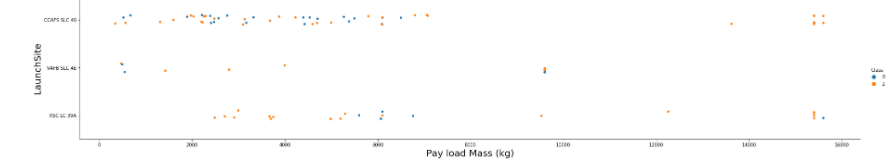 CCAFS SLC 40
VAFB SLC 4E
KSC LC 39A
LaunchSite
0
2000
4000
6000
8000
10000
12000
14000
16000
Pay load Mass (kg)
Class
0
1